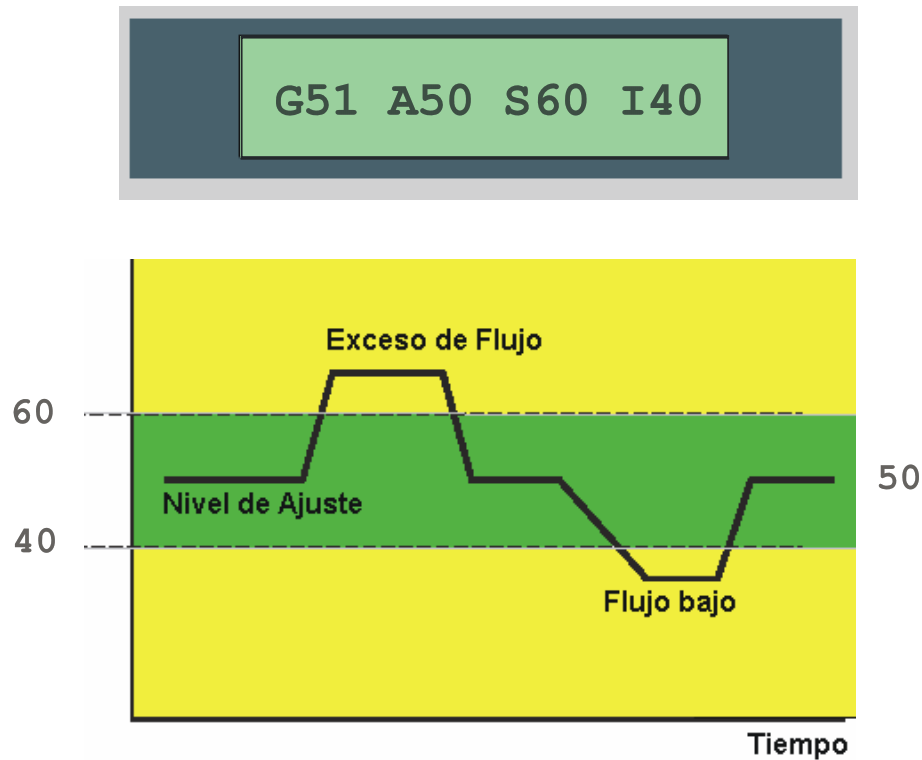 G51 A50 S60 I40
Exceso de Flujo
60
50
Nivel de Ajuste
40
Flujo bajo
Tiempo